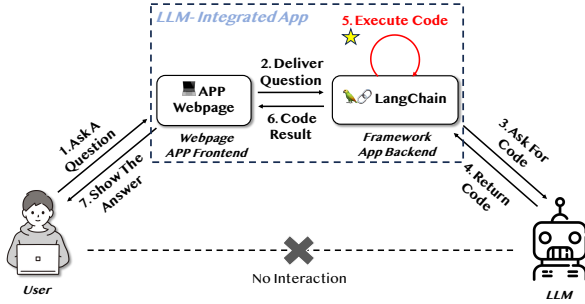 LLM- Integrated App
5. Execute Code
2. Deliver
Question
APP
Webpage
LangChain
6. Code
Result
Webpage
APP Frontend
Framework
App Backend
1.Ask A
Question
7.Show The
Answer
3.Ask For
Code
4. Return
Code
No Interaction
User
LLM